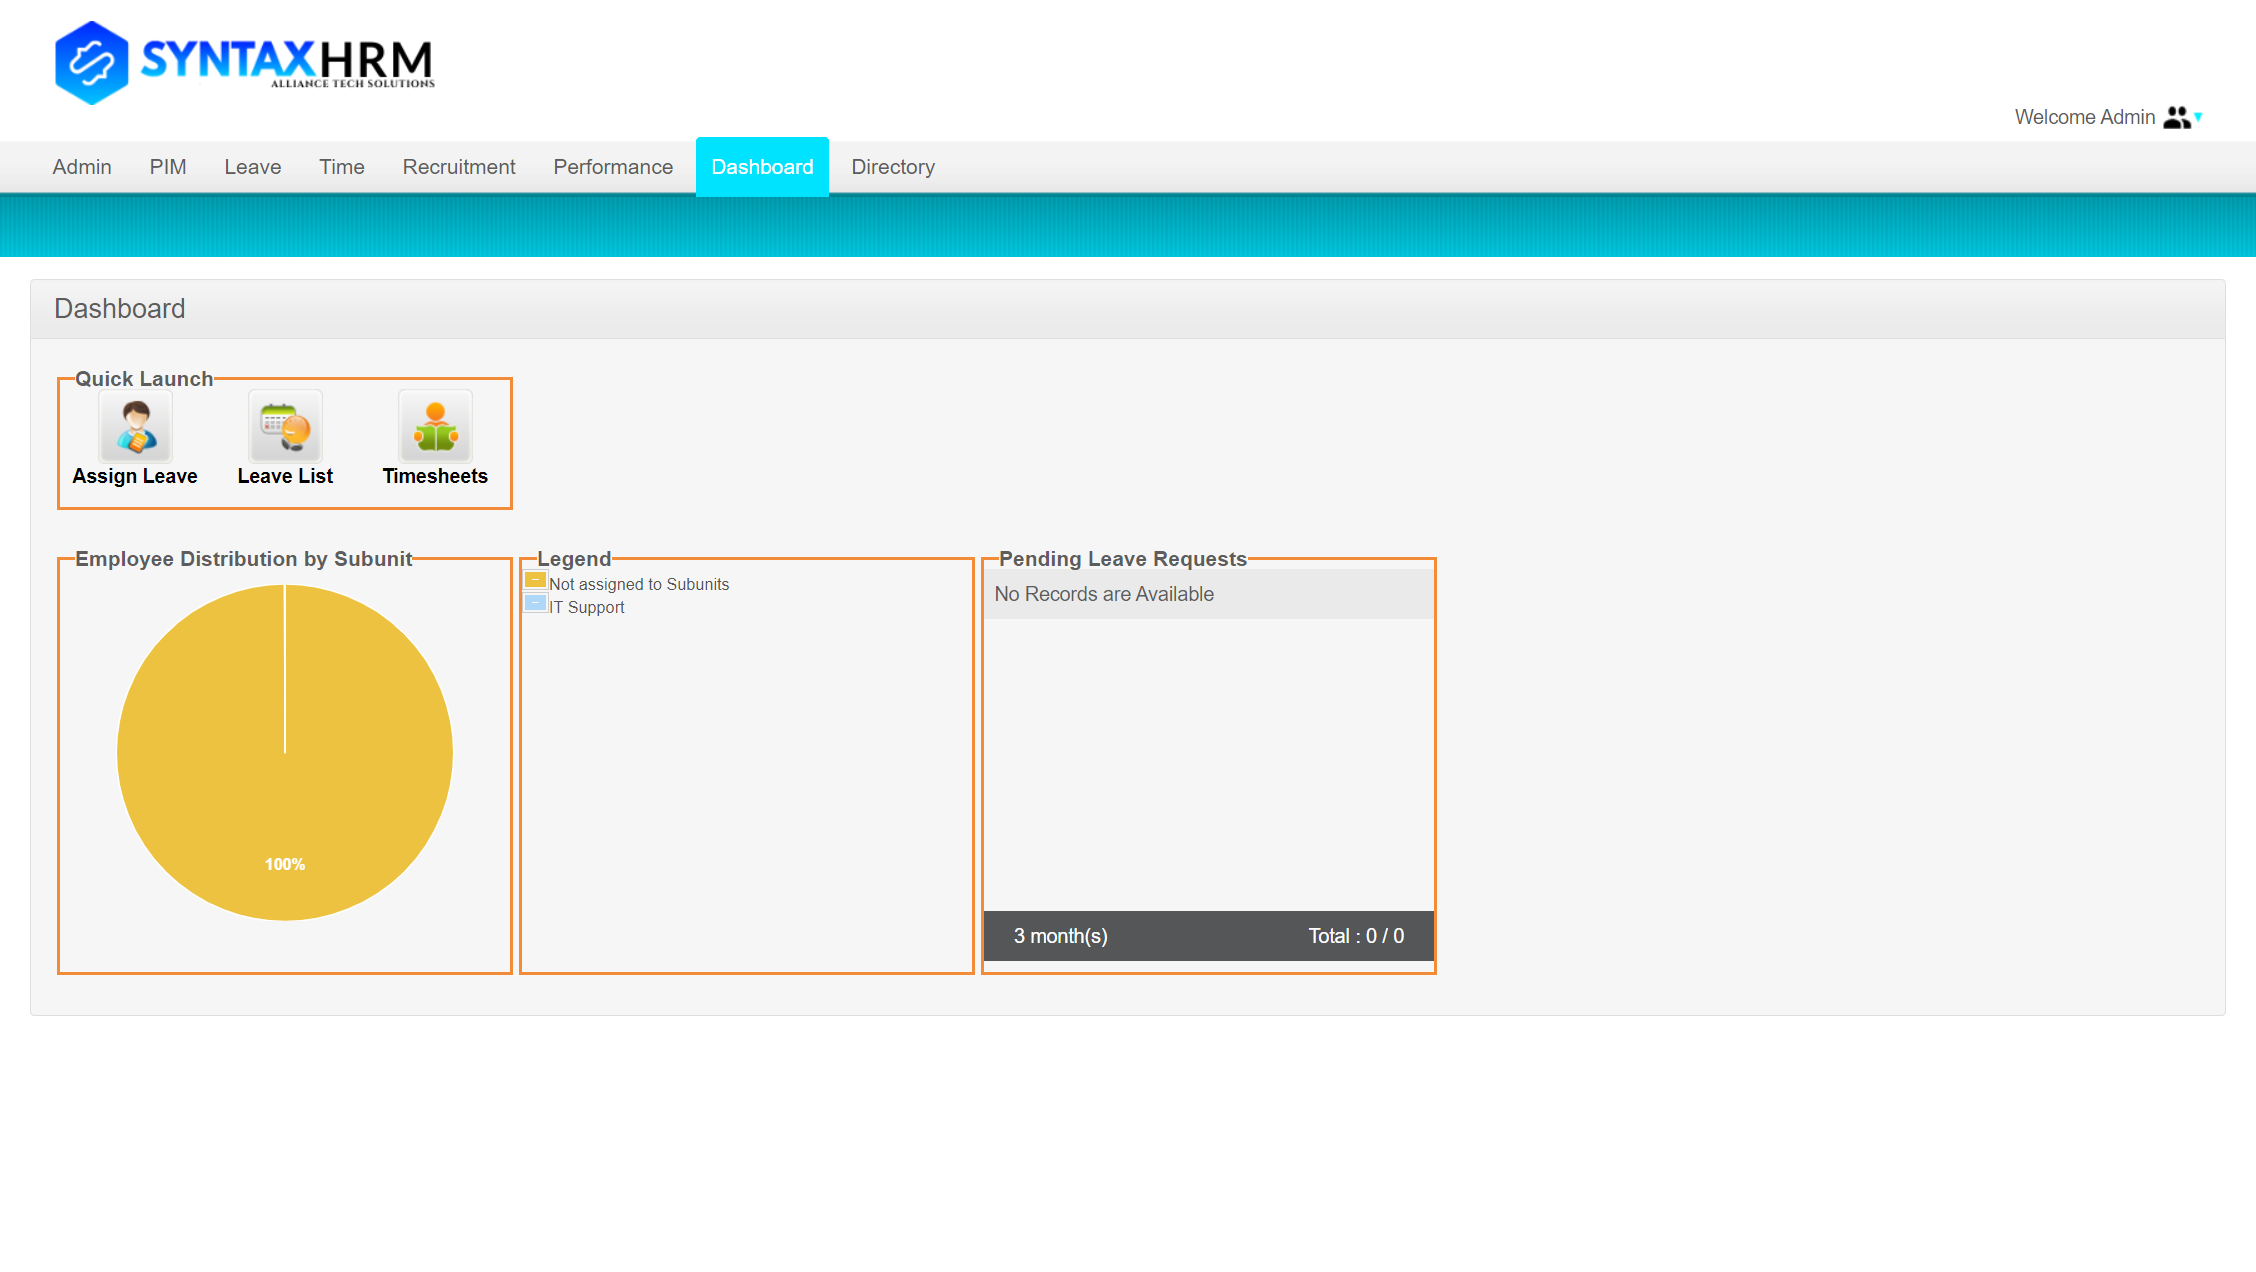 SYNTAXHRM
ALLIANCE TECH SOLUTIONS
Welcome Admin
Admin PIM Leave Time Recruitment Performance Dashboard Directory
Dashboard
Quick Launch
Assign Leave Leave List Timesheets
Employee Distribution by Subunit
100%
Legend
Not assigned to Subunits
IT Support
Pending Leave Requests
No Records are Available
3 month(s) Total : 0 / 0